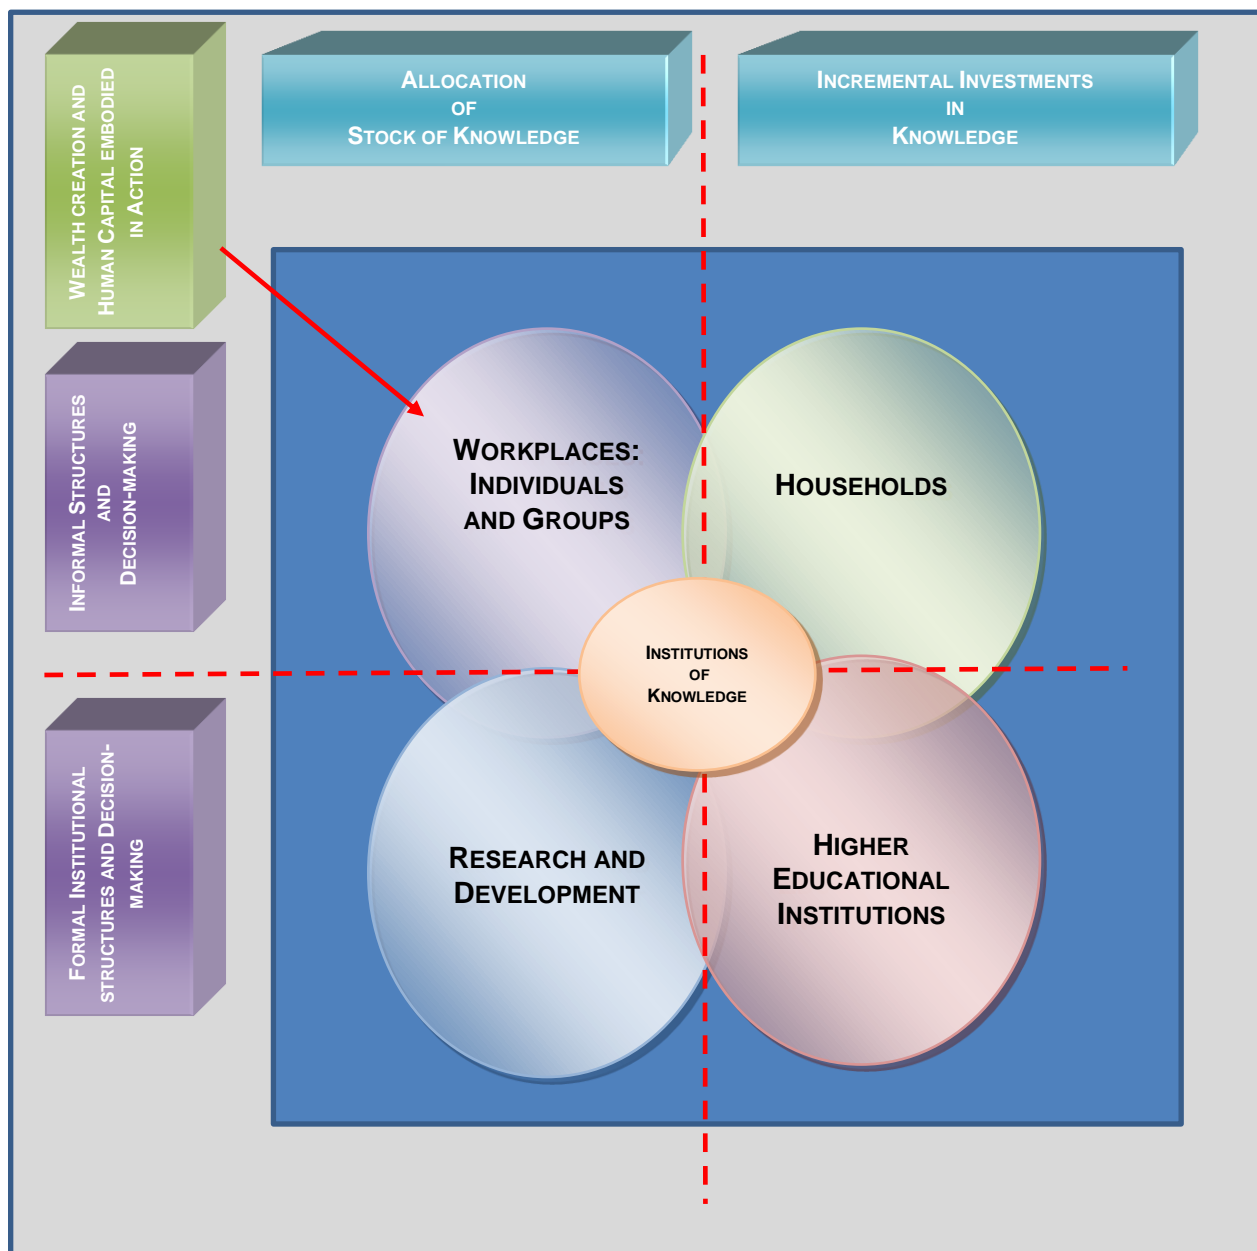 Wealth creation and
Human Capital embodied
in Action
Allocation
of
Stock of Knowledge
Incremental Investments
in
Knowledge
Informal Structures
and
Decision-making
Workplaces:
Individuals
and Groups
Households
Institutions
of
Knowledge
Formal Institutional
structures and Decision-
making
Research and
Development
Higher
Educational
Institutions